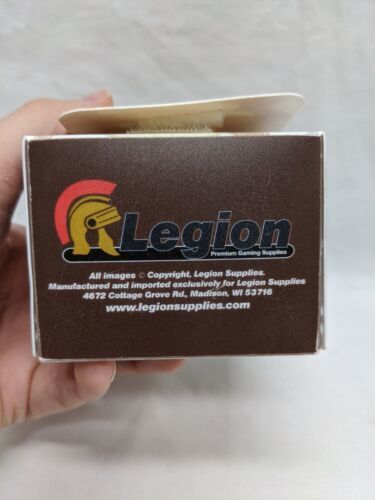 Legion
Premium Gaming Supplies
All images © Copyright, Legion Supplies.
Manufactured and imported exclusively for Legion Supplies
4672 Cottage Grove Rd., Madison, WI 53716
www.legionsupplies.com